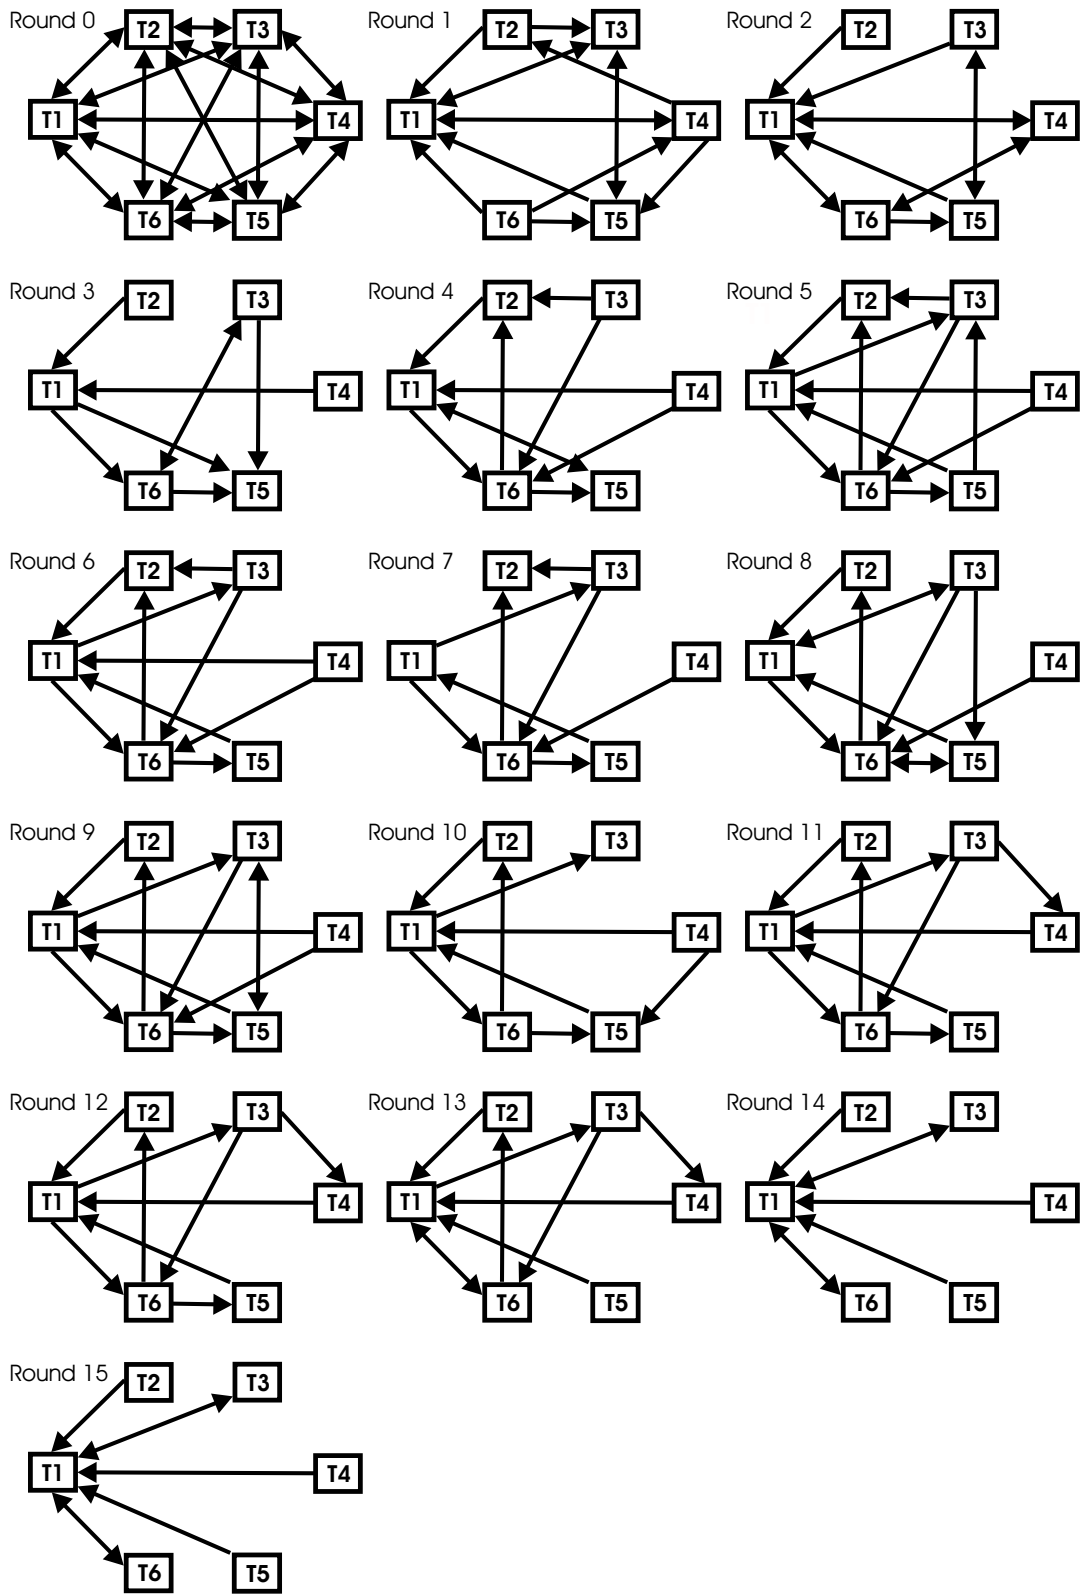 Round 0 T2 T3 Round 1 T2 T3 Round 2 T2 T3
T1 T4 T1 T4 T1 T4
T6 T5 T6 T5 T6 T5
Round 3 T2 T3 Round 4 T2 T3 Round 5 T2 T3
T1 T4 T1 T4 T1 T4
T6 T5 T6 T5 T6 T5
Round 6 T2 T3 Round 7 T2 T3 Round 8 T2 T3
T1 T4 T1 T4 T1 T4
T6 T5 T6 T5 T6 T5
Round 9 T2 T3 Round 10 T2 T3 Round 11 T2 T3
T1 T4 T1 T4 T1 T4
T6 T5 T6 T5 T6 T5
Round 12 T2 T3 Round 13 T2 T3 Round 14 T2 T3
T1 T4 T1 T4 T1 T4
T6 T5 T6 T5 T6 T5
Round 15 T2 T3
T1 T4
T6 T5